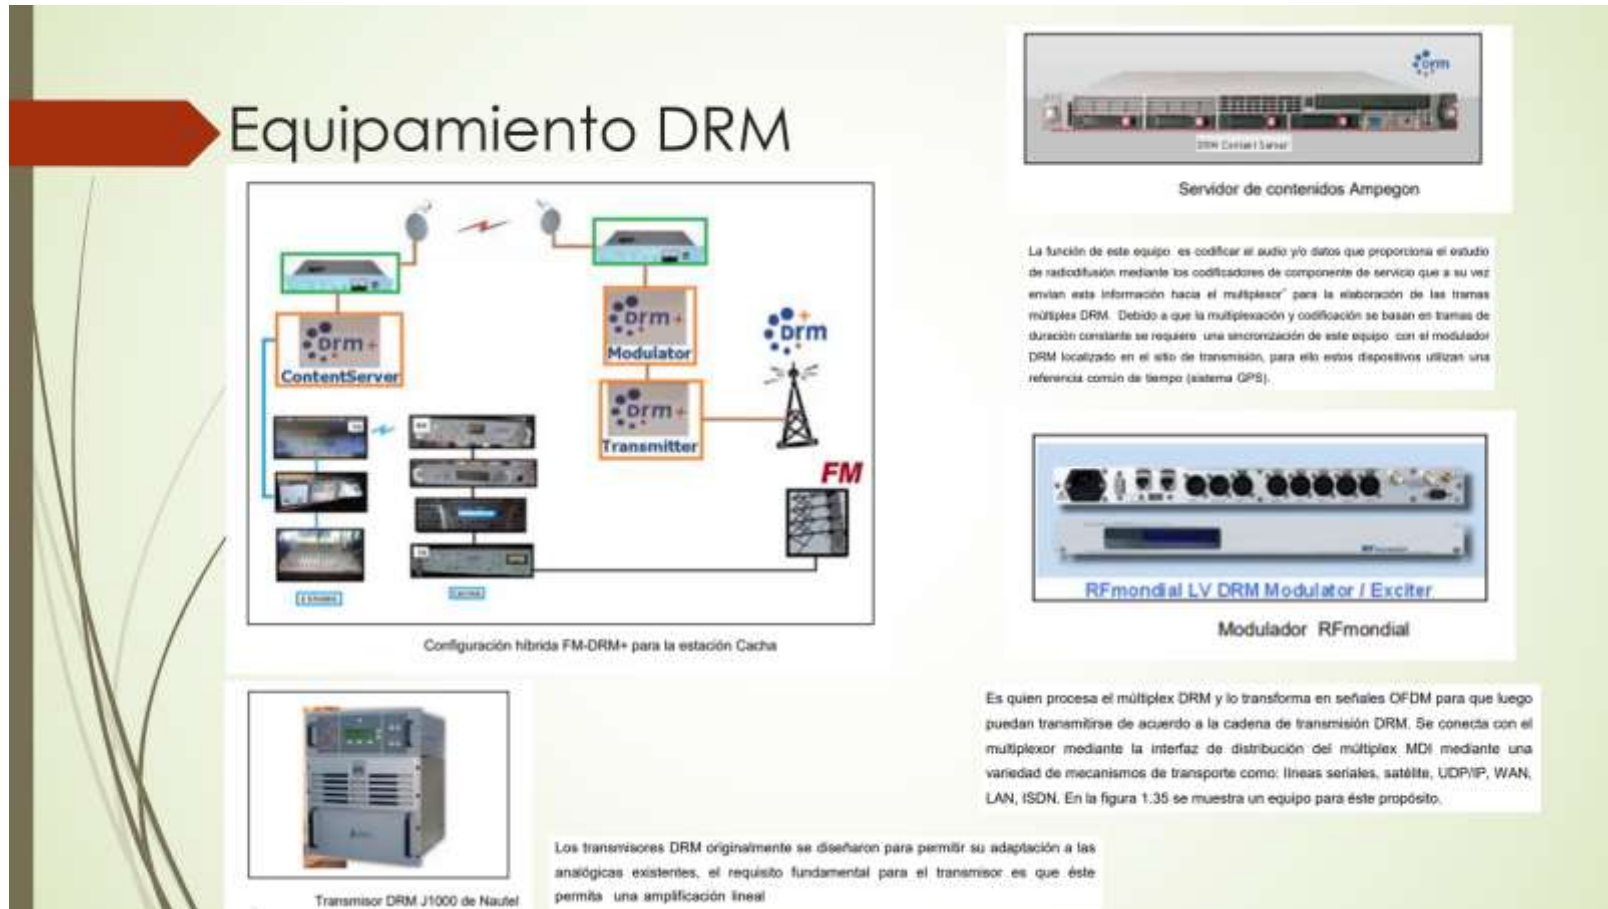 Equipamiento DRM
Drm
DRM Content Server
Servidor de contenidos Ampegon
La función de este equipo es codificar el audio y/o datos que proporciona el estudio
de radiodifusión mediante los codificadores de componente de servicio que a su vez
envían esta información hacia el multiplexor" para la elaboración de las tramas
múltiplex DRM. Debido a que la multiplexación y codificación se basan en tramas de
duración constante se requiere una sincronización de este equipo con el modulador
DRM localizado en el sitio de transmisión, para ello estos dispositivos utilizan una
referencia común de tiempo (sistema GPS).
Drm+
ContentServer
Drm+
Modulator
Drm+
Transmitter
Drm
FM
Configuración híbrida FM-DRM+ para la estación Cacha
RFmondial LV DRM Modulator / Exciter
Modulador RFmondial
Es quien procesa el múltiplex DRM y lo transforma en señales OFDM para que luego
puedan transmitirse de acuerdo a la cadena de transmisión DRM. Se conecta con el
multiplexor mediante la interfaz de distribución del múltiplex MDI mediante una
variedad de mecanismos de transporte como: líneas seriales, satélite, UDP/IP, WAN,
LAN, ISDN. En la figura 1.35 se muestra un equipo para éste propósito.
Transmisor DRM J1000 de Nautel
Los transmisores DRM originalmente se diseñaron para permitir su adaptación a las
analógicas existentes, el requisito fundamental para el transmisor es que éste
permita una amplificación lineal